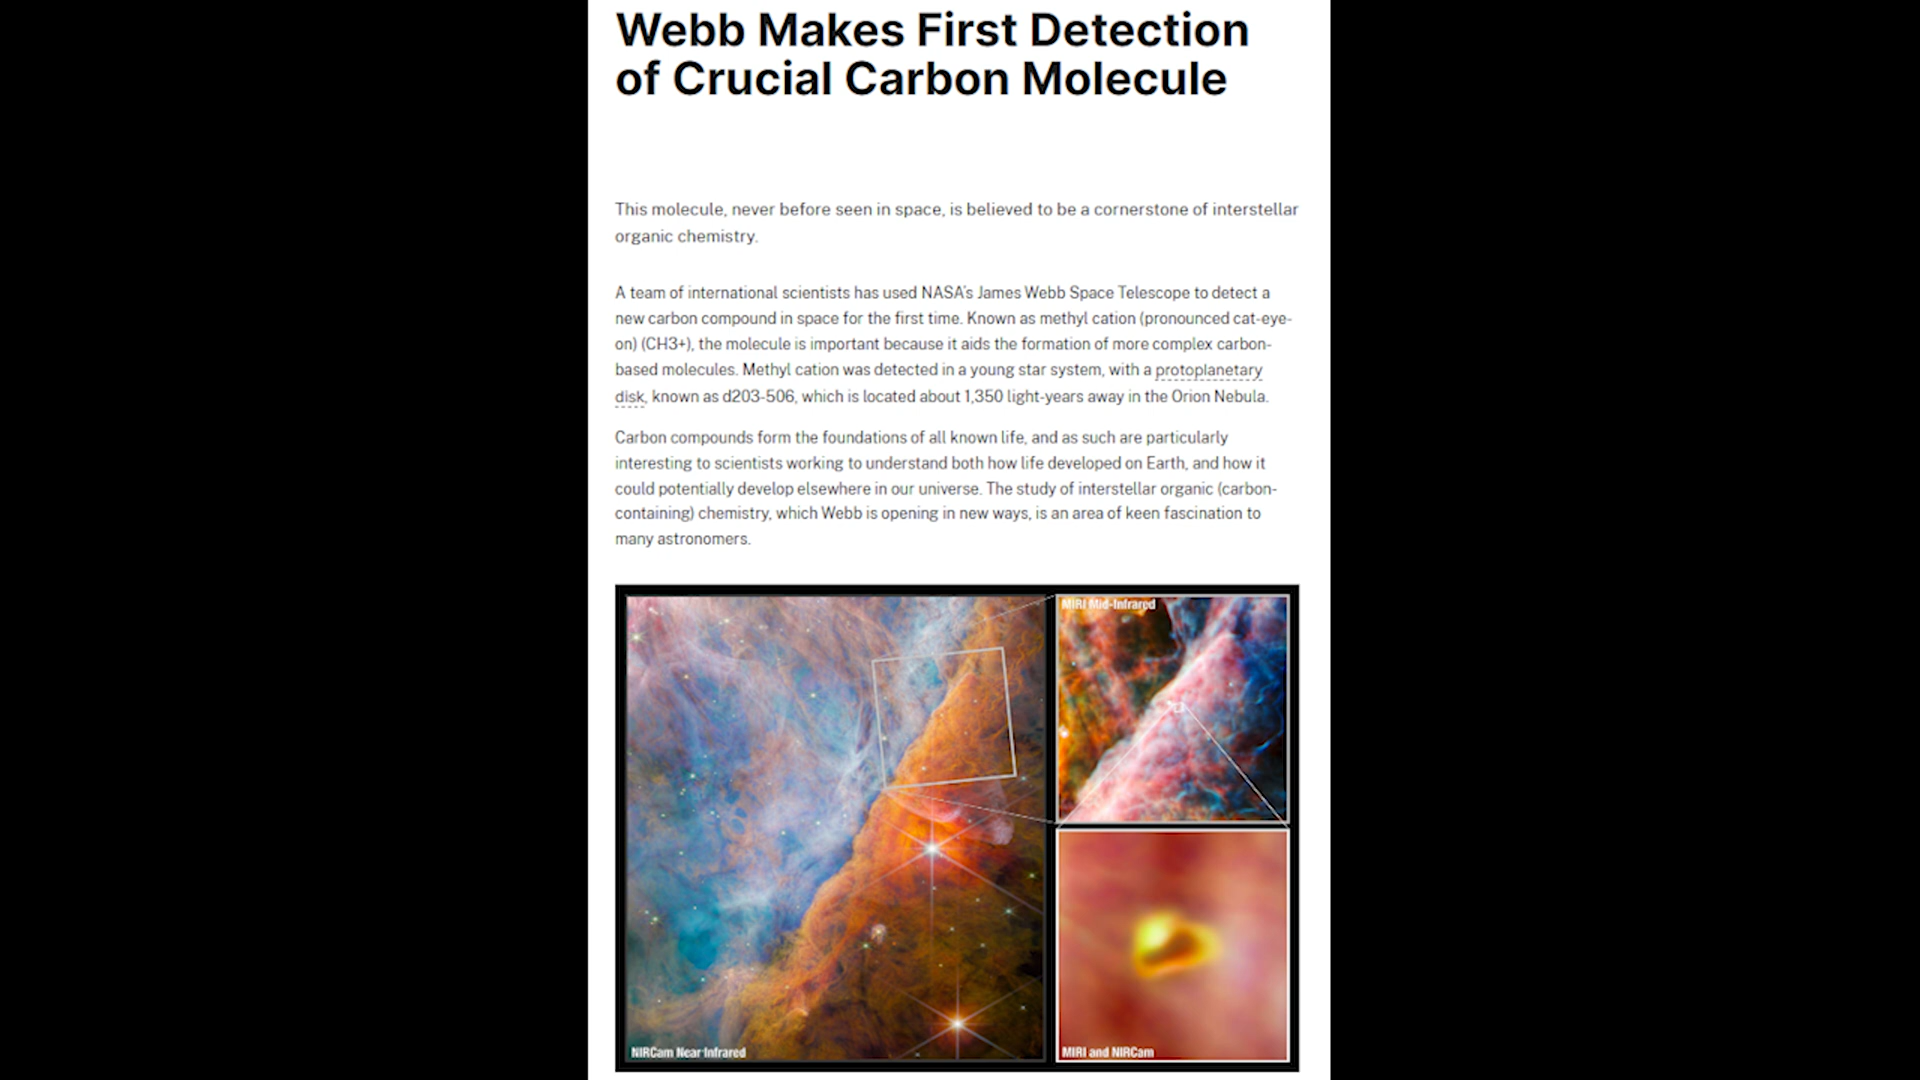 Webb Makes First Detection
of Crucial Carbon Molecule
This molecule, never before seen in space, is believed to be a cornerstone of interstellar
organic chemistry.
A team of international scientists has used NASA's James Webb Space Telescope to detect a
new carbon compound in space for the first time. Known as methyl cation (pronounced cat-eye-
on) (CH3+), the molecule is important because it aids the formation of more complex carbon-
based molecules. Methyl cation was detected in a young star system, with a protoplanetary
disk, known as d203-506, which is located about 1,350 light-years away in the Orion Nebula.
Carbon compounds form the foundations of all known life, and as such are particularly
interesting to scientists working to understand both how life developed on Earth, and how it
could potentially develop elsewhere in our universe. The study of interstellar organic (carbon-
containing) chemistry, which Webb is opening in new ways, is an area of keen fascination to
many astronomers.
MIRI Mid-Infrared
NIRCam Near-Infrared
MIRI and NIRCam